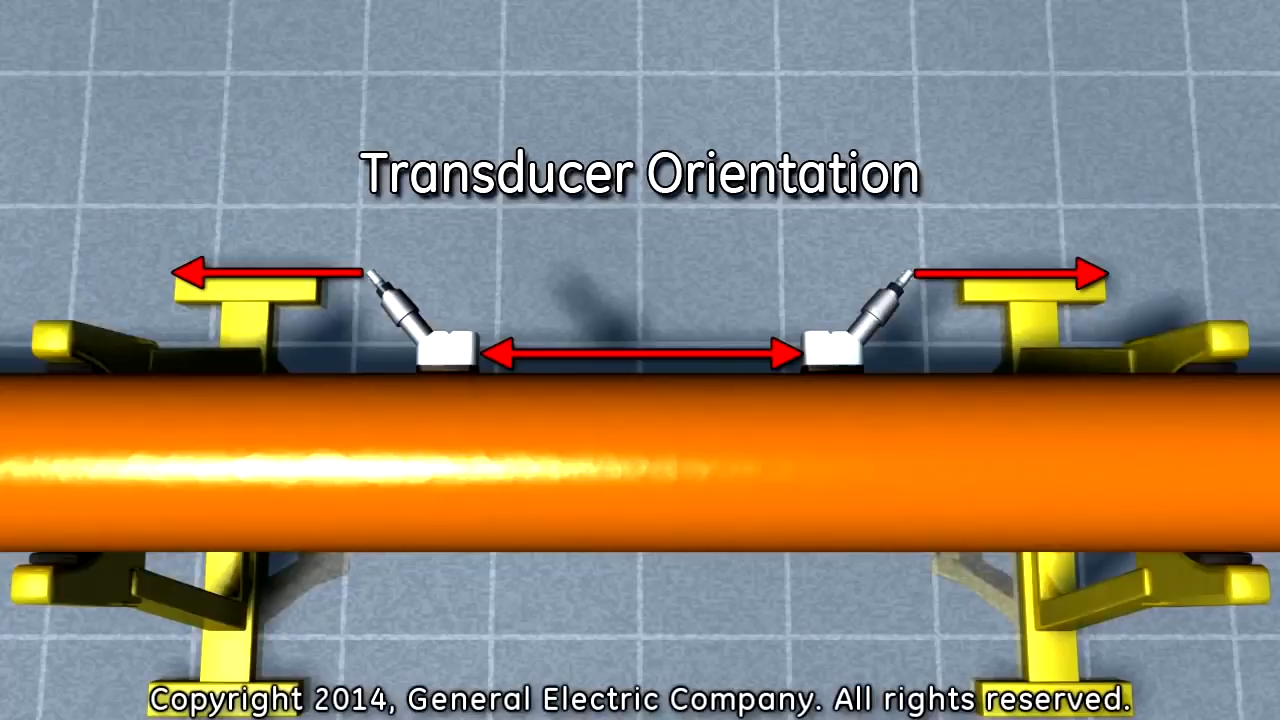 Transducer Orientation
Copyright 2014, General Electric Company. All rights reserved.